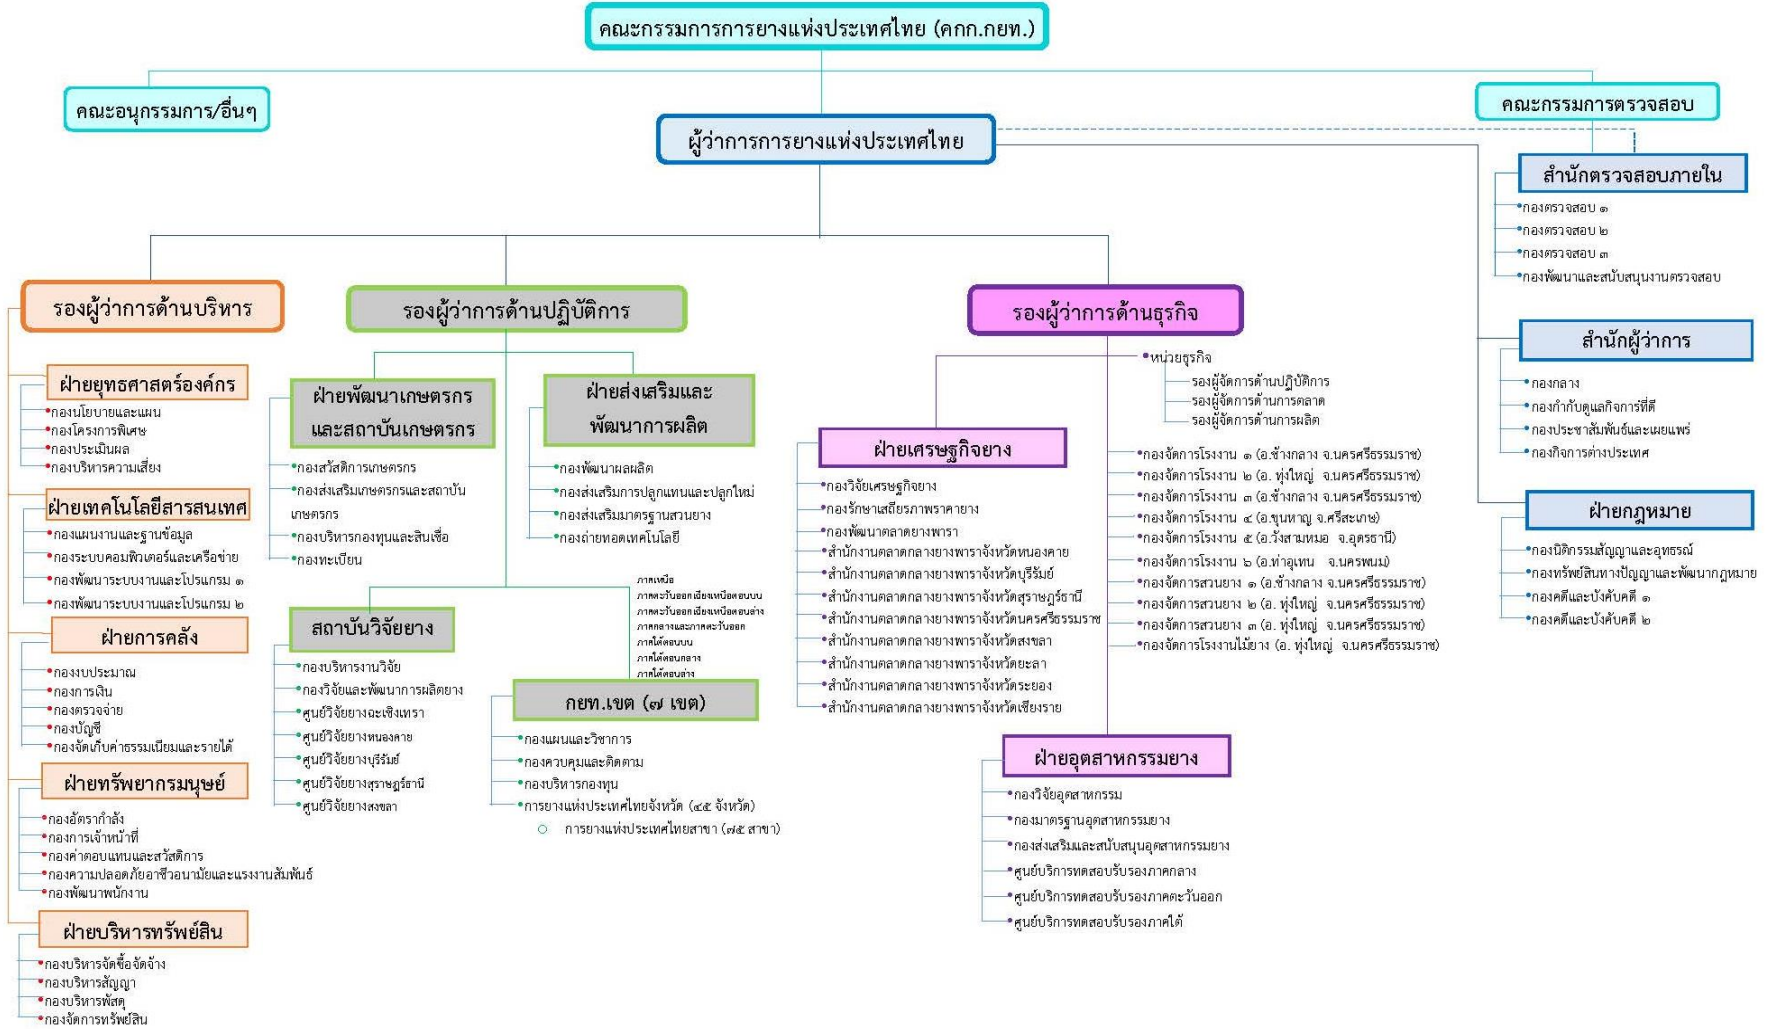 คณะกรรมการการยางแห่งประเทศไทย (คกก.กยท.)
คณะอนุกรรมการ/อื่นๆ
คณะกรรมการตรวจสอบ
ผู้ว่าการการยางแห่งประเทศไทย
สำนักตรวจสอบภายใน
กองตรวจสอบ ๑
กองตรวจสอบ ๒
กองตรวจสอบ ๓
กองพัฒนาและสนับสนุนงานตรวจสอบ
สำนักผู้ว่าการ
กองกลาง
กองกำกับดูแลกิจการที่ดี
กองประชาสัมพันธ์และเผยแพร่
กองกิจการต่างประเทศ
ฝ่ายกฎหมาย
กองนิติกรรมสัญญาและอุทธรณ์
กองทรัพย์สินทางปัญญาและพัฒนากฎหมาย
กองคดีและบังคับคดี ๑
กองคดีและบังคับคดี ๒
รองผู้ว่าการด้านบริหาร
ฝ่ายยุทธศาสตร์องค์กร
กองนโยบายและแผน
กองโครงการพิเศษ
กองประเมินผล
กองบริหารความเสี่ยง
ฝ่ายเทคโนโลยีสารสนเทศ
กองแผนงานและฐานข้อมูล
กองระบบคอมพิวเตอร์และเครือข่าย
กองพัฒนาระบบงานและโปรแกรม ๑
กองพัฒนาระบบงานและโปรแกรม ๒
ฝ่ายการคลัง
กองงบประมาณ
กองการเงิน
กองตรวจจ่าย
กองบัญชี
กองจัดเก็บค่าธรรมเนียมและรายได้
ฝ่ายทรัพยากรมนุษย์
กองอัตรากำลัง
กองการเจ้าหน้าที่
กองค่าตอบแทนและสวัสดิการ
กองความปลอดภัยอาชีวอนามัยและแรงงานสัมพันธ์
กองพัฒนาพนักงาน
ฝ่ายบริหารทรัพย์สิน
กองบริหารจัดซื้อจัดจ้าง
กองบริหารสัญญา
กองบริหารพัสดุ
กองจัดการทรัพย์สิน
รองผู้ว่าการด้านปฏิบัติการ
ฝ่ายพัฒนาเกษตรกร
และสถาบันเกษตรกร
กองสวัสดิการเกษตรกร
กองส่งเสริมเกษตรกรและสถาบัน
เกษตรกร
กองบริหารกองทุนและสินเชื่อ
กองทะเบียน
ฝ่ายส่งเสริมและ
พัฒนาการผลิต
กองพัฒนาผลผลิต
กองส่งเสริมการปลูกแทนและปลูกใหม่
กองส่งเสริมมาตรฐานสวนยาง
กองถ่ายทอดเทคโนโลยี
สถาบันวิจัยยาง
กองบริหารงานวิจัย
กองวิจัยและพัฒนาการผลิตยาง
ศูนย์วิจัยยางฉะเชิงเทรา
ศูนย์วิจัยยางหนองคาย
ศูนย์วิจัยยางบุรีรัมย์
ศูนย์วิจัยยางสุราษฎร์ธานี
ศูนย์วิจัยยางสงขลา
ภาคเหนือ
ภาคตะวันออกเฉียงเหนือตอนบน
ภาคตะวันออกเฉียงเหนือตอนล่าง
ภาคกลางและภาคตะวันออก
ภาคใต้ตอนบน
ภาคใต้ตอนกลาง
ภาคใต้ตอนล่าง
กยท.เขต (๗ เขต)
กองแผนและวิชาการ
กองควบคุมและติดตาม
กองบริหารกองทุน
การยางแห่งประเทศไทยจังหวัด (๔๕ จังหวัด)
การยางแห่งประเทศไทยสาขา (๗๕ สาขา)
รองผู้ว่าการด้านธุรกิจ
หน่วยธุรกิจ
รองผู้จัดการด้านปฏิบัติการ
รองผู้จัดการด้านการตลาด
รองผู้จัดการด้านการผลิต
ฝ่ายเศรษฐกิจยาง
กองวิจัยเศรษฐกิจยาง
กองรักษาเสถียรภาพราคายาง
กองพัฒนาตลาดยางพารา
สำนักงานตลาดกลางยางพาราจังหวัดหนองคาย
สำนักงานตลาดกลางยางพาราจังหวัดบุรีรัมย์
สำนักงานตลาดกลางยางพาราจังหวัดสุราษฎร์ธานี
สำนักงานตลาดกลางยางพาราจังหวัดนครศรีธรรมราช
สำนักงานตลาดกลางยางพาราจังหวัดสงขลา
สำนักงานตลาดกลางยางพาราจังหวัดยะลา
สำนักงานตลาดกลางยางพาราจังหวัดระยอง
สำนักงานตลาดกลางยางพาราจังหวัดเชียงราย
กองจัดการโรงงาน ๑ (อ.ช้างกลาง จ.นครศรีธรรมราช)
กองจัดการโรงงาน ๒ (อ. ทุ่งใหญ่ จ.นครศรีธรรมราช)
กองจัดการโรงงาน ๓ (อ.ช้างกลาง จ.นครศรีธรรมราช)
กองจัดการโรงงาน ๔ (อ.ขุนหาญ จ.ศรีสะเกษ)
กองจัดการโรงงาน ๕ (อ.วังสามหมอ จ.อุดรธานี)
กองจัดการโรงงาน ๖ (อ.ท่าอุเทน จ.นครพนม)
กองจัดการสวนยาง ๑ (อ.ช้างกลาง จ.นครศรีธรรมราช)
กองจัดการสวนยาง ๒ (อ. ทุ่งใหญ่ จ.นครศรีธรรมราช)
กองจัดการสวนยาง ๓ (อ. ทุ่งใหญ่ จ.นครศรีธรรมราช)
กองจัดการโรงงานไม้ยาง (อ. ทุ่งใหญ่ จ.นครศรีธรรมราช)
ฝ่ายอุตสาหกรรมยาง
กองวิจัยอุตสาหกรรม
กองมาตรฐานอุตสาหกรรมยาง
กองส่งเสริมและสนับสนุนอุตสาหกรรมยาง
ศูนย์บริการทดสอบรับรองภาคกลาง
ศูนย์บริการทดสอบรับรองภาคตะวันออก
ศูนย์บริการทดสอบรับรองภาคใต้